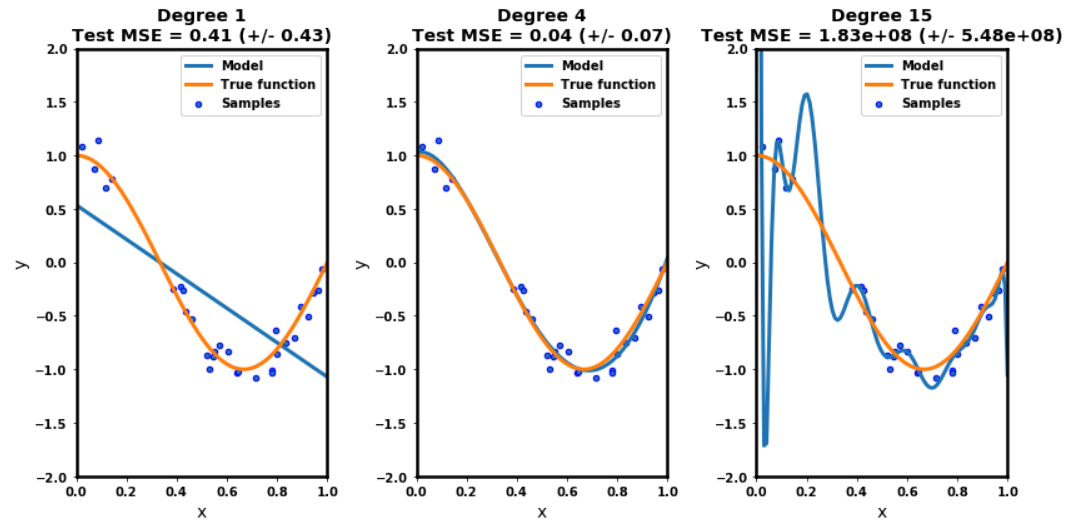 Degree 1
Test MSE = 0.41 (+/- 0.43)
2.0
1.5
1.0
0.5
0.0
−0.5
−1.0
−1.5
−2.0
y
Model
True function
Samples
0.0 0.2 0.4 0.6 0.8 1.0
x
Degree 4
Test MSE = 0.04 (+/- 0.07)
2.0
1.5
1.0
0.5
0.0
−0.5
−1.0
−1.5
−2.0
y
Model
True function
Samples
0.0 0.2 0.4 0.6 0.8 1.0
x
Degree 15
Test MSE = 1.83e+08 (+/- 5.48e+08)
2.0
1.5
1.0
0.5
0.0
−0.5
−1.0
−1.5
−2.0
y
Model
True function
Samples
0.0 0.2 0.4 0.6 0.8 1.0
x